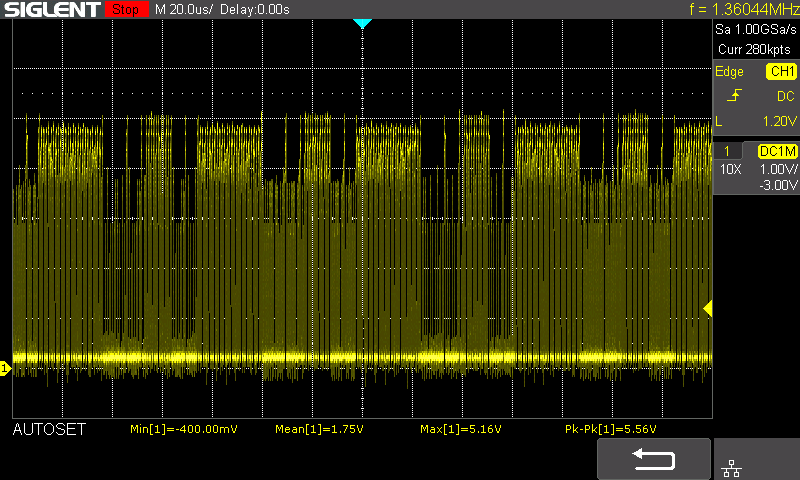 SIGLENT Stop M 20.0us/ Delay:0.00s f = 1.36044MHz
Sa 1.00GSa/s
Curr 280kpts
Edge CH1
DC
L 1.20V
1 DC1M
10X 1.00V/
-3.00V
1
AUTOSET Min[1]=-400.00mV Mean[1]=1.75V Max[1]=5.16V Pk-Pk[1]=5.56V